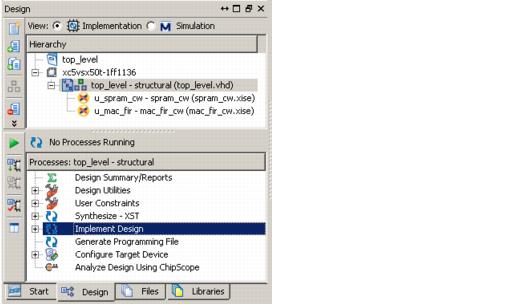 Design
View: Implementation Simulation
Hierarchy
top_level
xc5vsx50t-1ff1136
top_level - structural (top_level.vhd)
u_spram_cw - spram_cw (spram_cw.xise)
u_mac_fir - mac_fir_cw (mac_fir_cw.xise)
No Processes Running
Processes: top_level - structural
Design Summary/Reports
Design Utilities
User Constraints
Synthesize - XST
Implement Design
Generate Programming File
Configure Target Device
Analyze Design Using ChipScope
Start Design Files Libraries